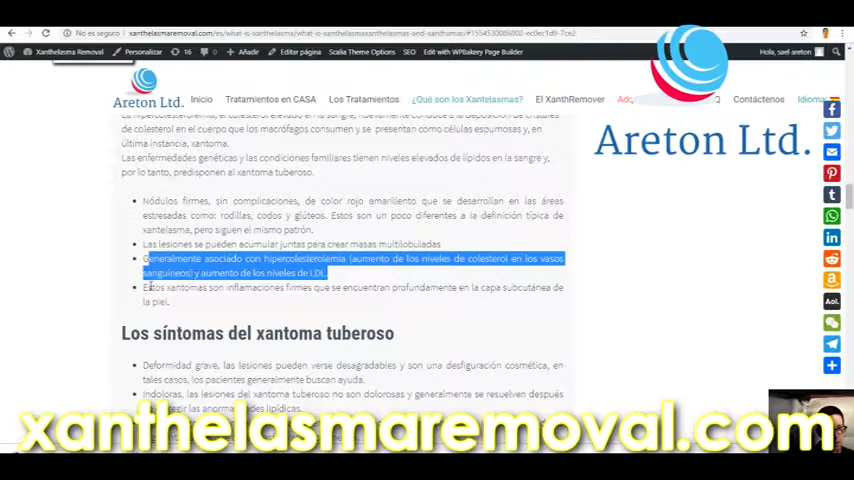 No es seguro | xanthelasmaremoval.com/es/what-is-xanthelasma/what-is-xanthelasmaxanthelasmas-and-xanthomas/#1554530086002-ec0ec1d9-7ce2
Xanthelasma Removal Personalizar 16 Añadir Editar página Scalia Theme Options SEO Edit with WPBakery Page Builder Hola, sael areton
Areton Ltd. Inicio Tratamientos en CASA Los Tratamientos ¿Qué son los Xantelasmas? El XanthRemover Contáctenos Idioma:
Areton Ltd.
de colesterol en el cuerpo que los macrófagos consumen y se presentan como células espumosas y, en
última instancia, xantoma.
Las enfermedades genéticas y las condiciones familiares tienen niveles elevados de lípidos en la sangre y,
por lo tanto, predisponen al xantoma tuberoso.
Nódulos firmes, sin complicaciones, de color rojo amarillento que se desarrollan en las áreas
estresadas como: rodillas, codos y glúteos. Estos son un poco diferentes a la definición típica de
xantelasma, pero siguen el mismo patrón.
Las lesiones se pueden acumular juntas para crear masas multilobuladas
Generalmente asociado con hipercolesterolemia (aumento de los niveles de colesterol en los vasos
sanguíneos) y aumento de los niveles de LDL.
Estos xantomas son inflamaciones firmes que se encuentran profundamente en la capa subcutánea de
la piel.
Los síntomas del xantoma tuberoso
Deformidad grave, las lesiones pueden verse desagradables y son una desfiguración cosmética, en
tales casos, los pacientes generalmente buscan ayuda.
Indoloras, las lesiones del xantoma tuberoso no son dolorosas y generalmente se resuelven después
lipídicas.
AOL.
xanthelasmaremoval.com